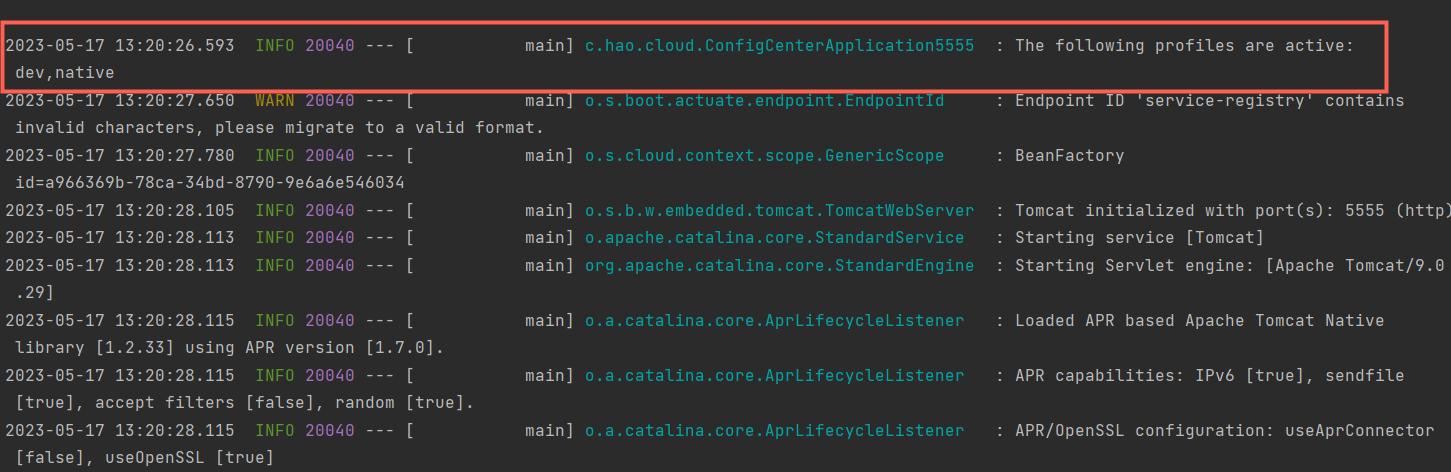 2023-05-17 13:20:26.593  INFO 20040 --- [           main] c.hao.cloud.ConfigCenterApplication5555  : The following profiles are active:
dev,native
2023-05-17 13:20:27.650  WARN 20040 --- [           main] o.s.boot.actuate.endpoint.EndpointId     : Endpoint ID 'service-registry' contains
invalid characters, please migrate to a valid format.
2023-05-17 13:20:27.780  INFO 20040 --- [           main] o.s.cloud.context.scope.GenericScope     : BeanFactory
id=a966369b-78ca-34bd-8790-9e6a6e546034
2023-05-17 13:20:28.105  INFO 20040 --- [           main] o.s.b.w.embedded.tomcat.TomcatWebServer  : Tomcat initialized with port(s): 5555 (http)
2023-05-17 13:20:28.113  INFO 20040 --- [           main] o.apache.catalina.core.StandardService   : Starting service [Tomcat]
2023-05-17 13:20:28.113  INFO 20040 --- [           main] org.apache.catalina.core.StandardEngine  : Starting Servlet engine: [Apache Tomcat/9.0
.29]
2023-05-17 13:20:28.115  INFO 20040 --- [           main] o.a.catalina.core.AprLifecycleListener   : Loaded APR based Apache Tomcat Native
library [1.2.33] using APR version [1.7.0].
2023-05-17 13:20:28.115  INFO 20040 --- [           main] o.a.catalina.core.AprLifecycleListener   : APR capabilities: IPv6 [true], sendfile
[true], accept filters [false], random [true].
2023-05-17 13:20:28.115  INFO 20040 --- [           main] o.a.catalina.core.AprLifecycleListener   : APR/OpenSSL configuration: useAprConnector
[false], useOpenSSL [true]